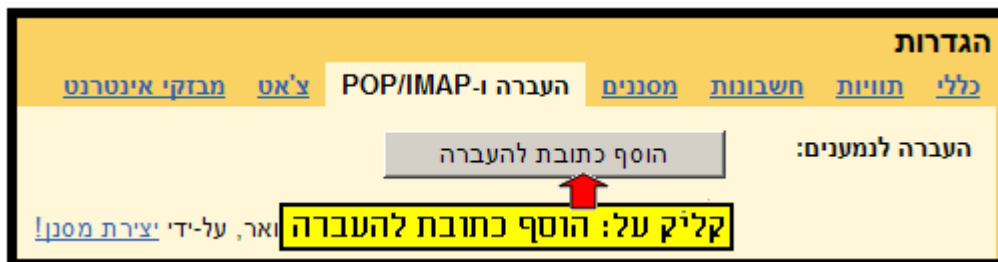 הגדרות
כללי תוויות חשבונות מסננים העברה ו-POP/IMAP צ'אט מבזקי אינטרנט
העברה לנמענים: הוסף כתובת להעברה
קליק על: הוסף כתובת להעברה ואר, על-ידי יצירת מסנן!